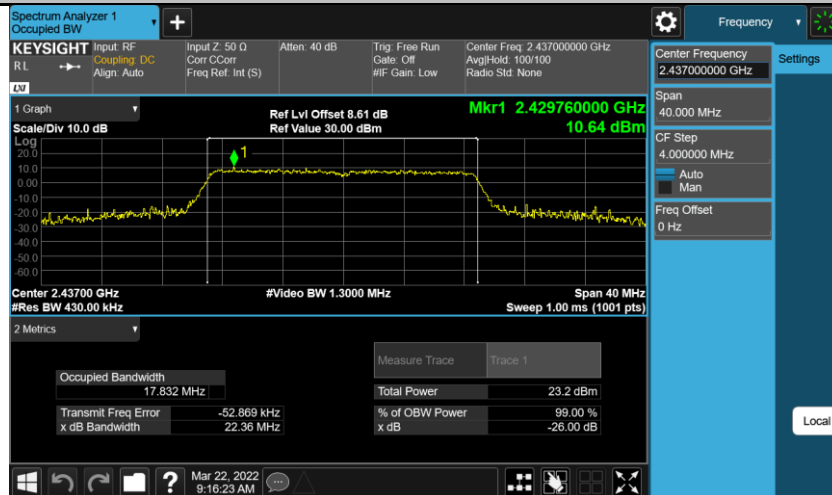 Spectrum Analyzer 1
Occupied BW
Frequency
KEYSIGHT
RL
LXI
Input: RF
Coupling: DC
Align: Auto
Input Z: 50 Ω
Corr CCorr
Freq Ref: Int (S)
Atten: 40 dB
Trig: Free Run
Gate: Off
#IF Gain: Low
Center Freq: 2.437000000 GHz
Avg|Hold: 100/100
Radio Std: None
Center Frequency
2.437000000 GHz
Settings
Span
40.000 MHz
CF Step
4.000000 MHz
Auto
Man
Freq Offset
0 Hz
Local
1 Graph
Scale/Div 10.0 dB
Ref Lvl Offset 8.61 dB
Ref Value 30.00 dBm
Mkr1 2.429760000 GHz
10.64 dBm
Log
20.0
10.0
0.00
-10.0
-20.0
-30.0
-40.0
-50.0
-60.0
1
Center 2.43700 GHz
#Res BW 430.00 kHz
#Video BW 1.3000 MHz
Span 40 MHz
Sweep 1.00 ms (1001 pts)
2 Metrics
Measure Trace
Trace 1
Occupied Bandwidth
17.832 MHz
Total Power
23.2 dBm
Transmit Freq Error
-52.869 kHz
% of OBW Power
99.00 %
x dB Bandwidth
22.36 MHz
x dB
-26.00 dB
?
Mar 22, 2022
9:16:23 AM